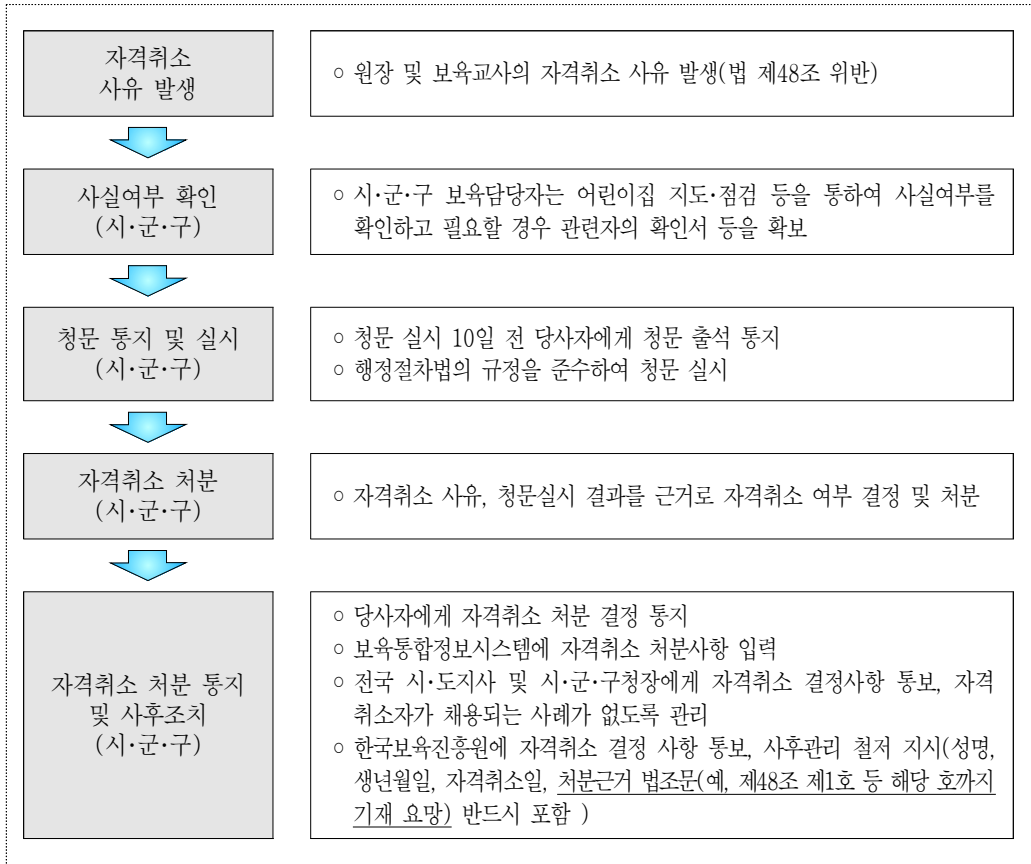 자격취소
사유 발생
○ 원장 및 보육교사의 자격취소 사유 발생(법 제48조 위반)
사실여부 확인
(시·군·구)
○ 시·군·구 보육담당자는 어린이집 지도·점검 등을 통하여 사실여부를
확인하고 필요할 경우 관련자의 확인서 등을 확보
청문 통지 및 실시
(시·군·구)
○ 청문 실시 10일 전 당사자에게 청문 출석 통지
○ 행정절차법의 규정을 준수하여 청문 실시
자격취소 처분
(시·군·구)
○ 자격취소 사유, 청문실시 결과를 근거로 자격취소 여부 결정 및 처분
자격취소 처분 통지
및 사후조치
(시·군·구)
○ 당사자에게 자격취소 처분 결정 통지
○ 보육통합정보시스템에 자격취소 처분사항 입력
○ 전국 시·도지사 및 시·군·구청장에게 자격취소 결정사항 통보, 자격
취소자가 채용되는 사례가 없도록 관리
○ 한국보육진흥원에 자격취소 결정 사항 통보, 사후관리 철저 지시(성명,
생년월일, 자격취소일, 처분근거 법조문(예, 제48조 제1호 등 해당 호까지
기재 요망) 반드시 포함 )